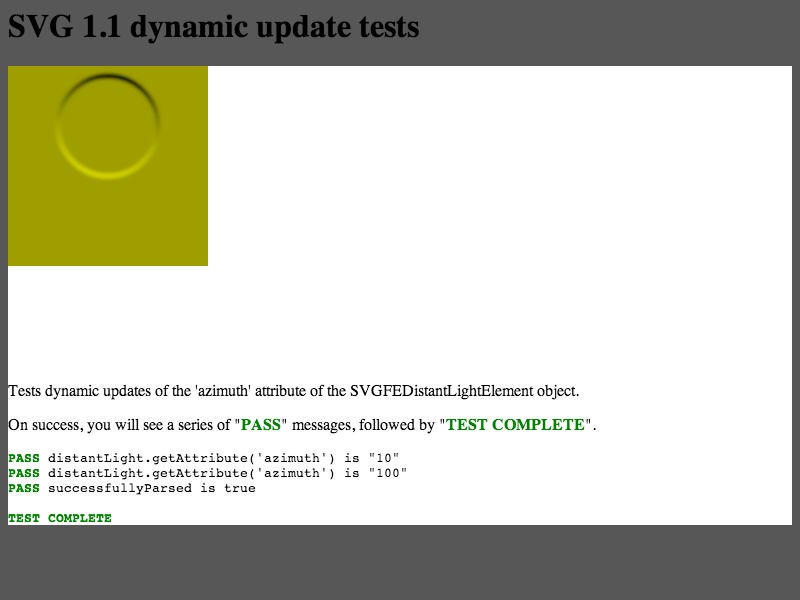 SVG 1.1 dynamic update tests
Tests dynamic updates of the 'azimuth' attribute of the SVGFEDistantLightElement object.
On success, you will see a series of "PASS" messages, followed by "TEST COMPLETE".
PASS distantLight.getAttribute('azimuth') is "10"
PASS distantLight.getAttribute('azimuth') is "100"
PASS successfullyParsed is true
TEST COMPLETE